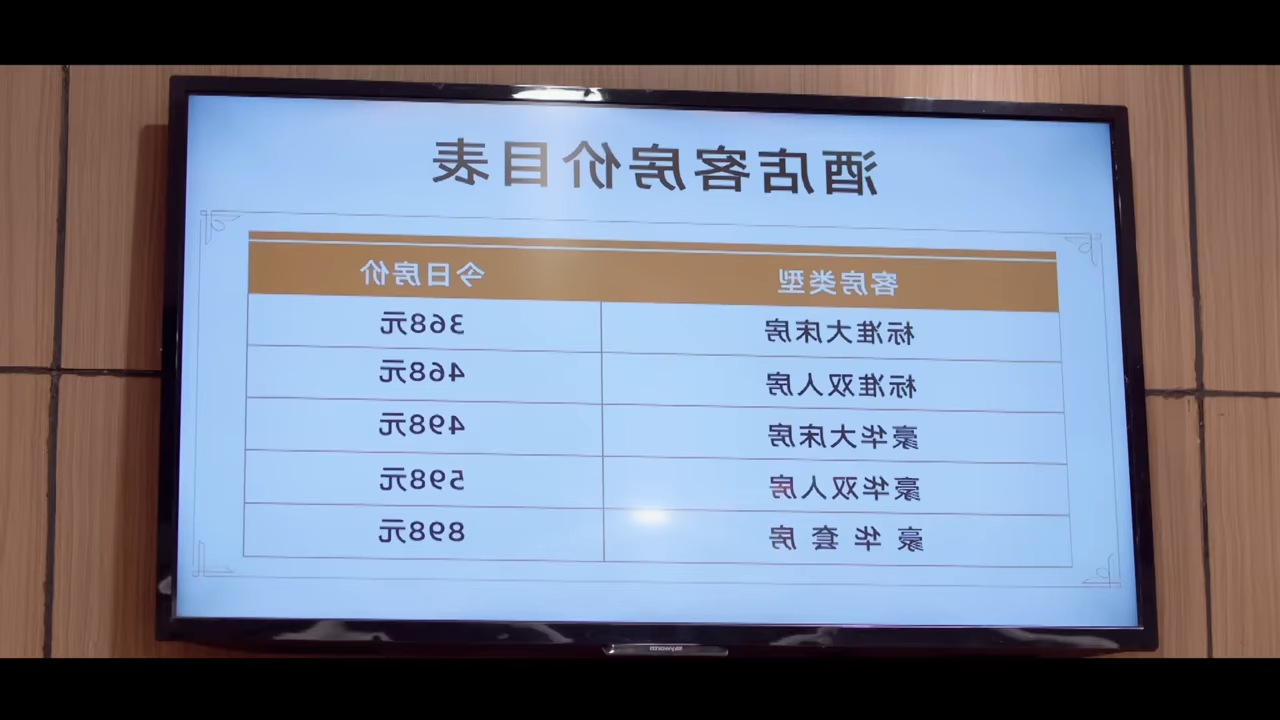 酒店客房价目表
客房类型 今日房价
标准大床房 368元
标准双人房 468元
豪华大床房 498元
豪华双人房 598元
豪华套房 898元